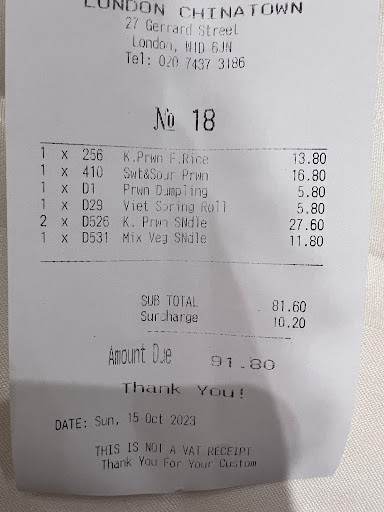 LONDON CHINATOWN
27 Gerrard Street
London, W1D 6JN
Tel: 020 7437 3186
№ 18
1 x 256 K.Prwn F.Rice 13.80
1 x 410 Swt&Sour Prwn 16.80
1 x D1 Prwn Dumpling 5.80
1 x D29 Viet Spring Roll 5.80
2 x D526 K. Prwn SNdle 27.60
1 x D531 Mix Veg SNdle 11.80
SUB TOTAL 81.60
Surcharge 10.20
Amount Due 91.80
Thank You!
DATE: Sun, 15 Oct 2023
THIS IS NOT A VAT RECEIPT
Thank You For Your Custom